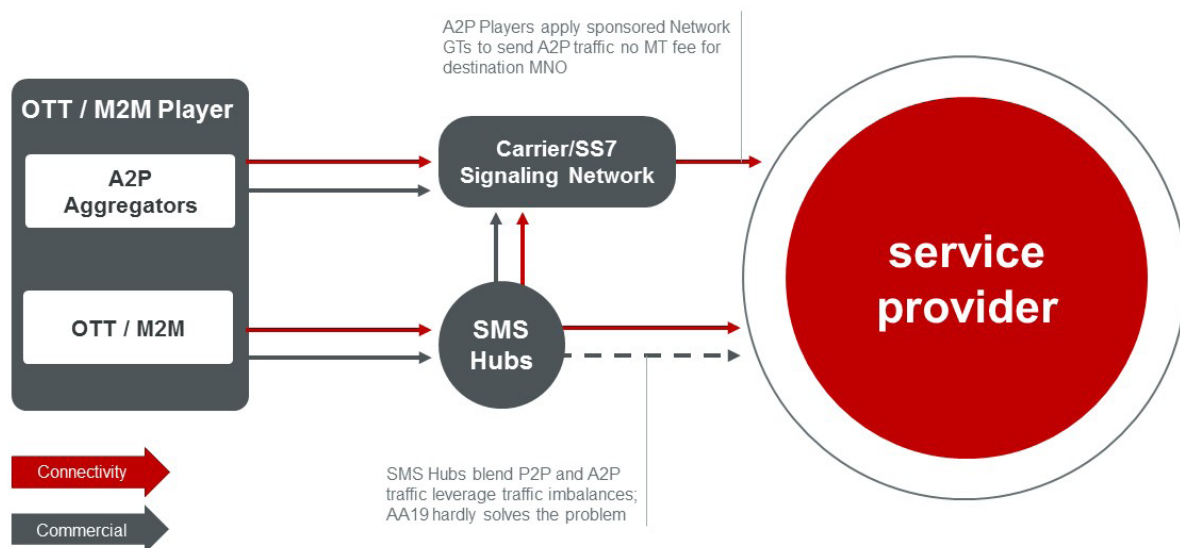 A2P Players apply sponsored Network
GTs to send A2P traffic no MT fee for
destination MNO
OTT / M2M Player
A2P
Aggregators
Carrier/SS7
Signaling Network
service
provider
OTT / M2M
SMS
Hubs
SMS Hubs blend P2P and A2P
traffic leverage traffic imbalances;
AA19 hardly solves the problem
Connectivity
Commercial